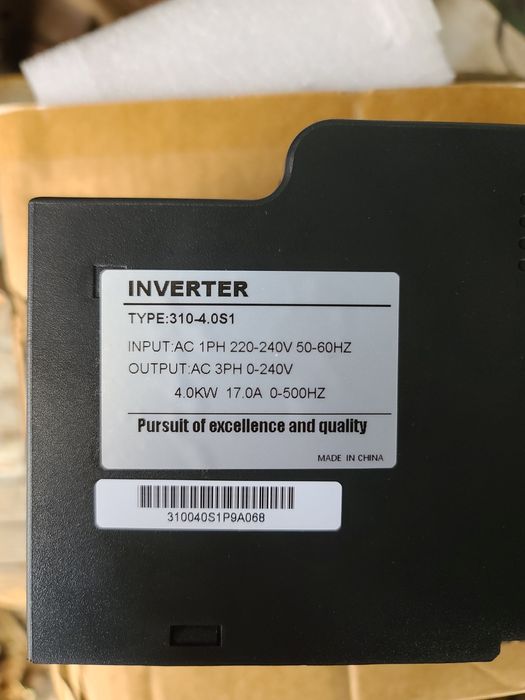 INVERTER
TYPE:310-4.0S1
INPUT:AC 1PH 220-240V 50-60HZ
OUTPUT:AC 3PH 0-240V
4.0KW 17.0A 0-500HZ
Pursuit of excellence and quality
MADE IN CHINA
310040S1P9A068